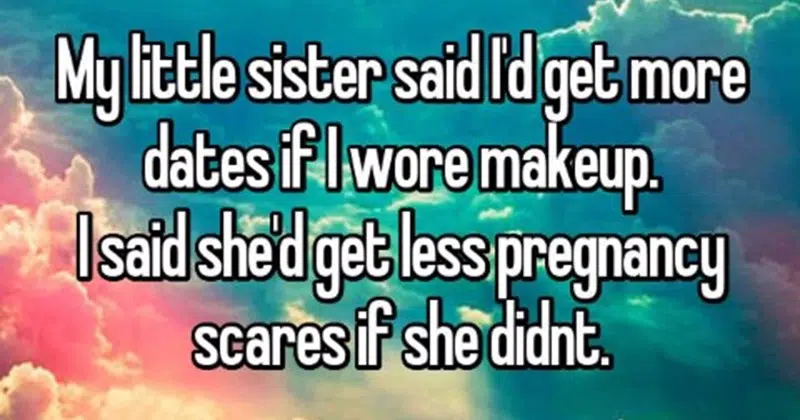 My little sister said I'd get more
dates if I wore makeup.
I said she'd get less pregnancy
scares if she didnt.